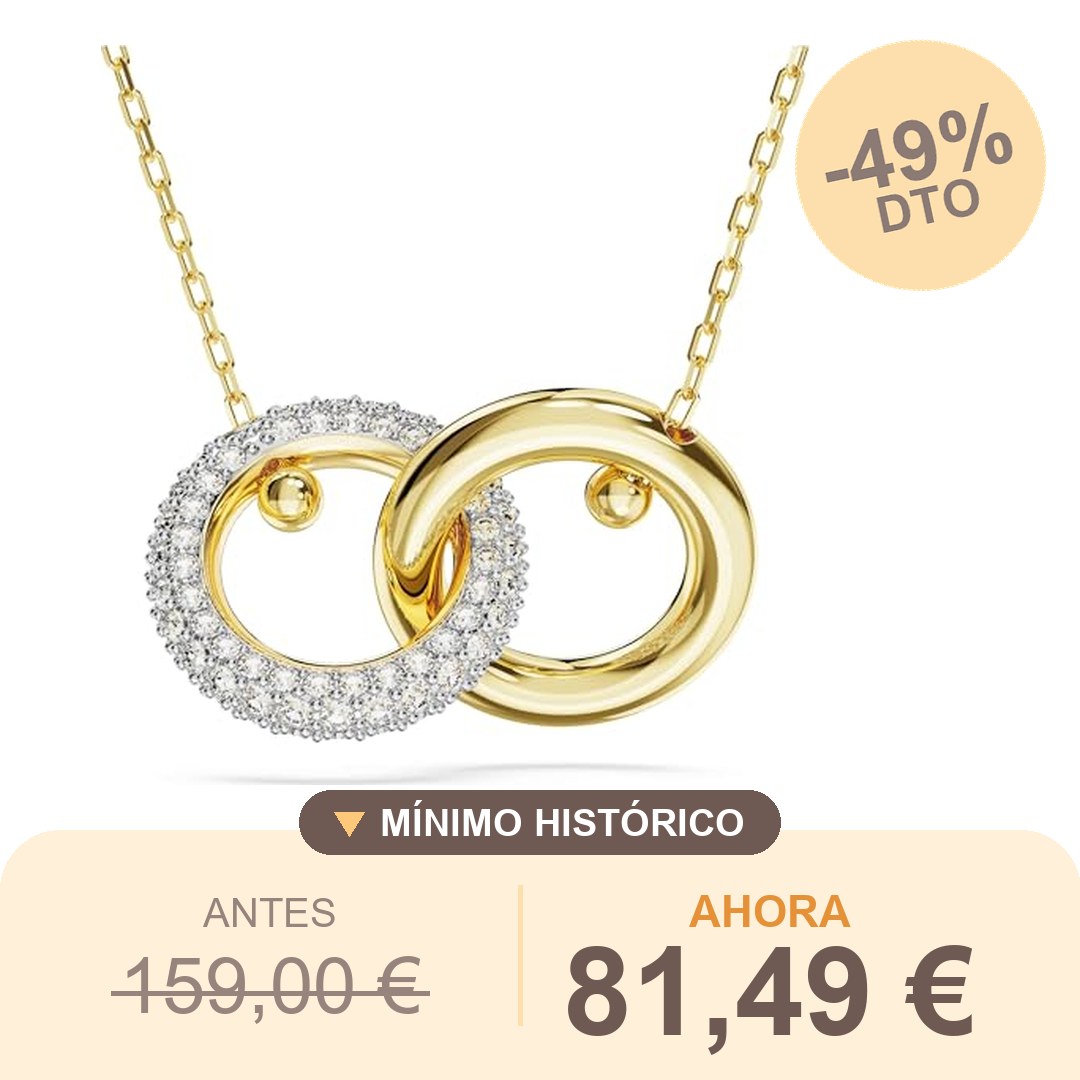 -49%
DTO
MÍNIMO HISTÓRICO
ANTES
159,00 €
AHORA
81,49 €